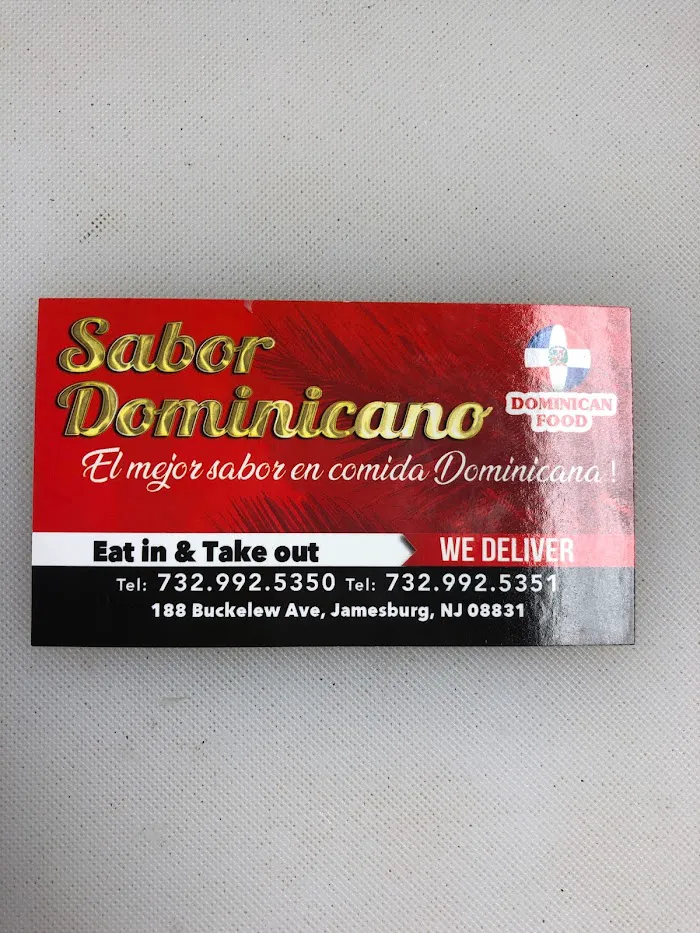 Sabor
Dominicano
El mejor sabor en comida Dominicana !
DOMINICAN
FOOD
Eat in & Take out
WE DELIVER
Tel: 732.992.5350 Tel: 732.992.5351
188 Buckelew Ave, Jamesburg, NJ 08831